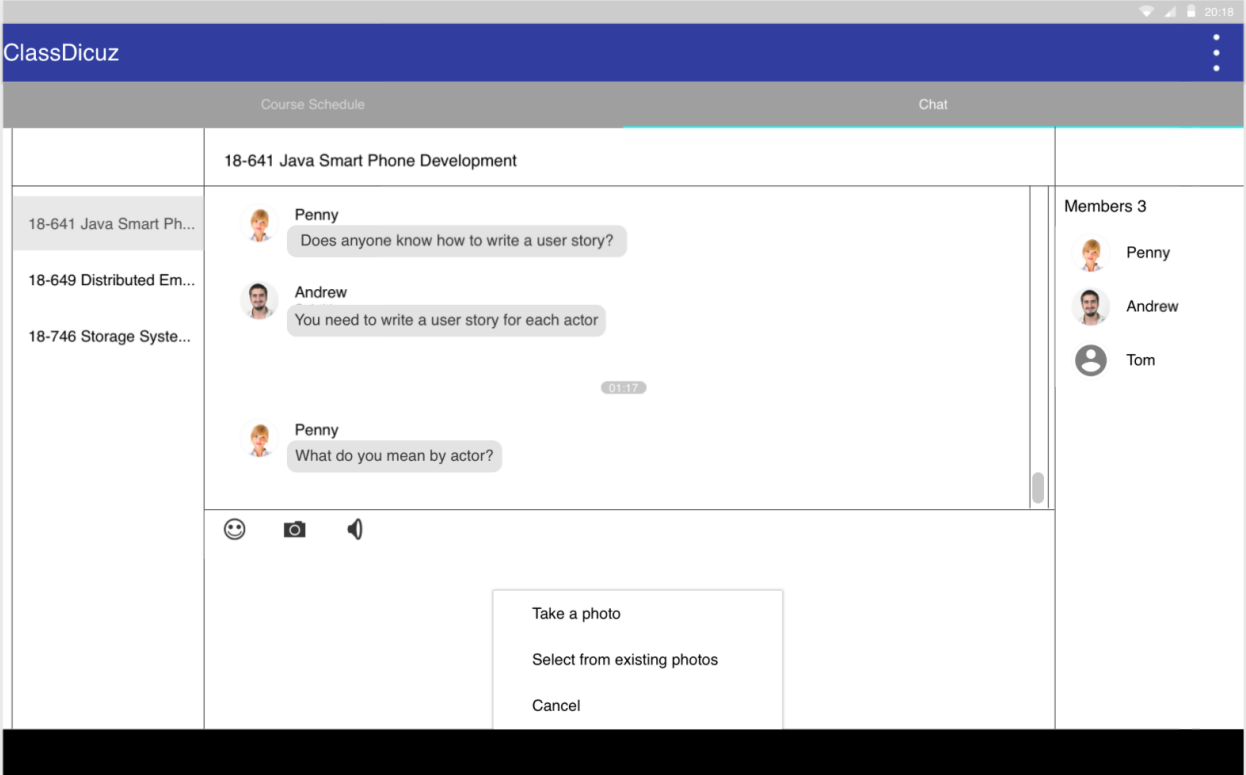 20:18
ClassDicuz
Course Schedule
Chat
18-641 Java Smart Phone Development
18-641 Java Smart Ph...
18-649 Distributed Em...
18-746 Storage Syste...
Penny
Does anyone know how to write a user story?
Andrew
You need to write a user story for each actor
01:17
Penny
What do you mean by actor?
Members 3
Penny
Andrew
Tom
Take a photo
Select from existing photos
Cancel